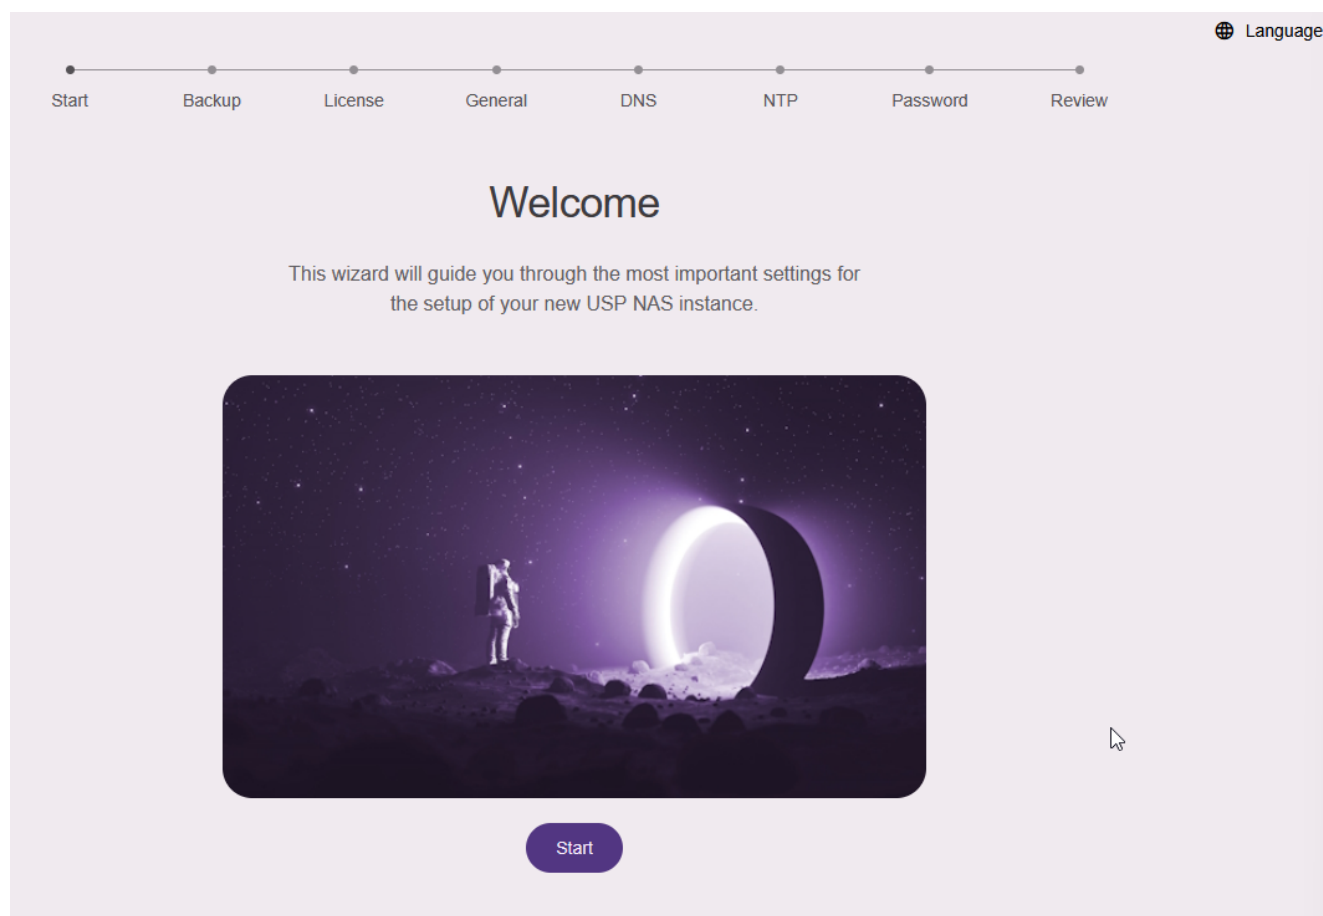 Language
Start
Backup
License
General
DNS
NTP
Password
Review
Welcome
This wizard will guide you through the most important settings for
the setup of your new USP NAS instance.
Start